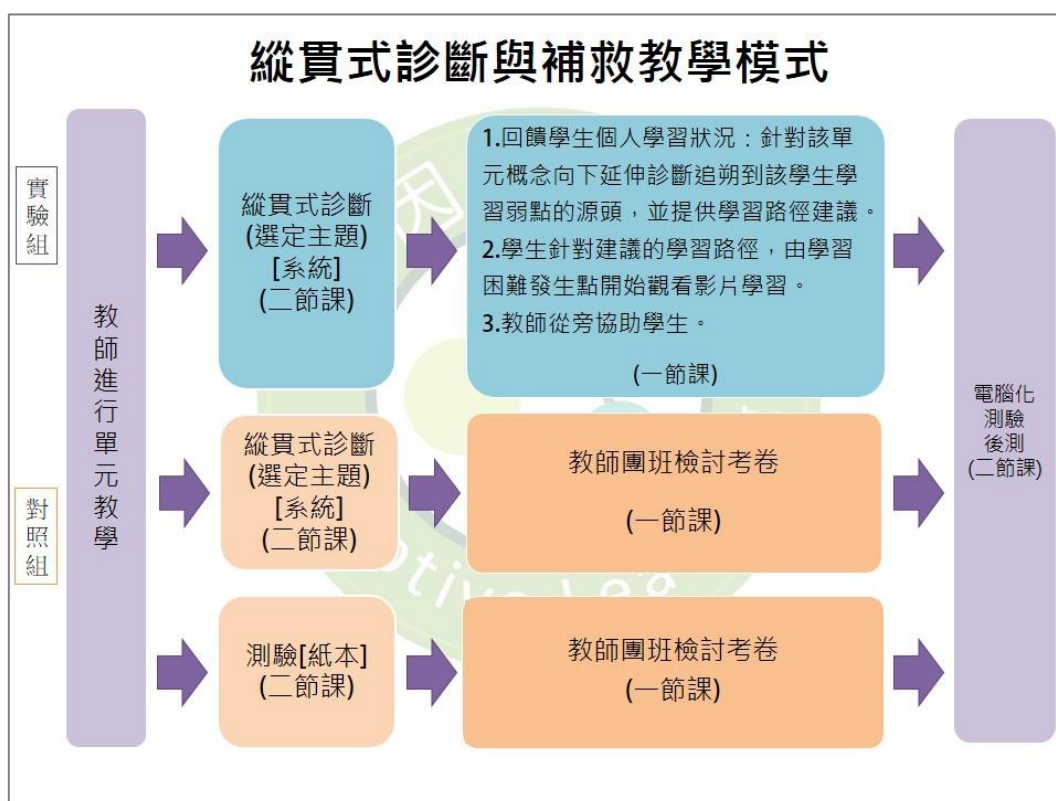 縱貫式診斷與補救教學模式
實驗組
對照組
教師進行單元教學
縱貫式診斷
(選定主題)
[系統]
(二節課)
1.回饋學生個人學習狀況：針對該單
元概念向下延伸診斷追朔到該學生學
習弱點的源頭，並提供學習路徑建議。
2.學生針對建議的學習路徑，由學習
困難發生點開始觀看影片學習。
3.教師從旁協助學生。
(一節課)
縱貫式診斷
(選定主題)
[系統]
(二節課)
教師團班檢討考卷
(一節課)
測驗[紙本]
(二節課)
教師團班檢討考卷
(一節課)
電腦化
測驗
後測
(二節課)
因